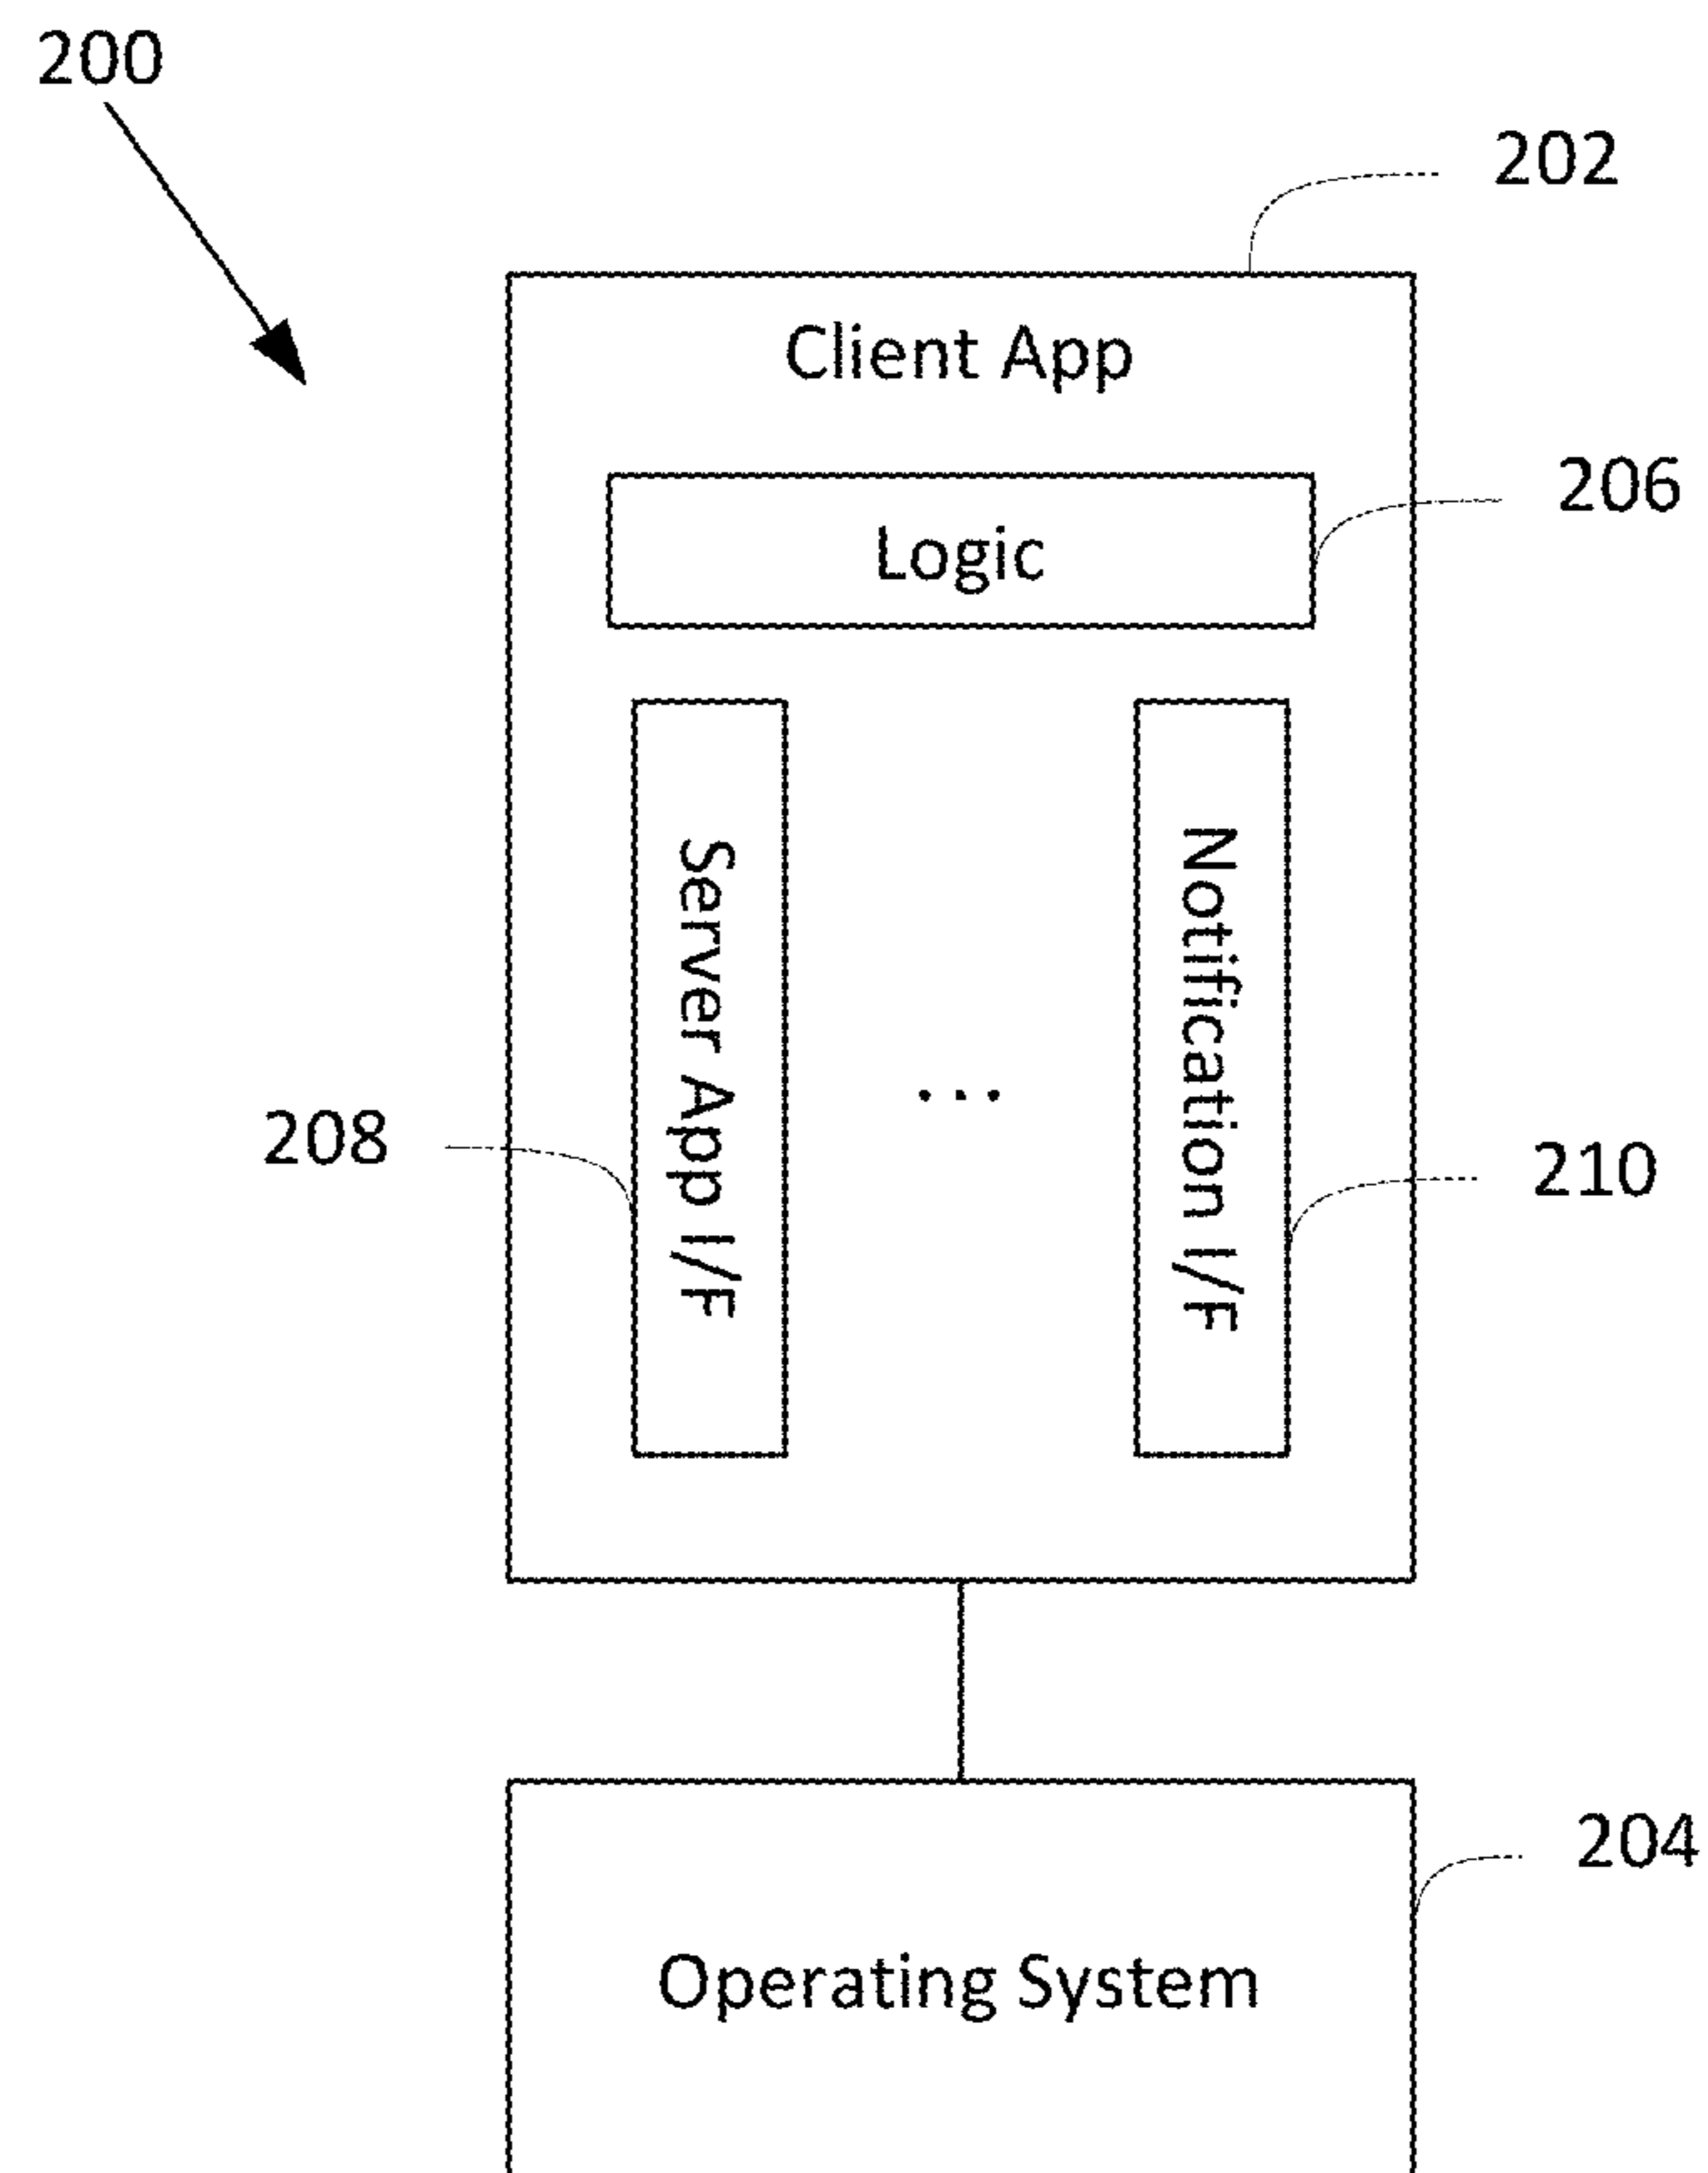 200
202
Client App
206
Logic
Server App I/F
Notification I/F
...
208
210
204
Operating System